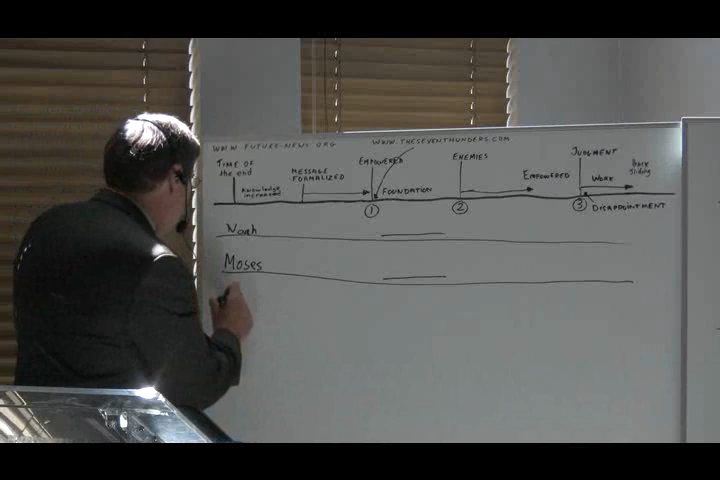 WWW.FUTURE-NEWS.ORG
WWW.THESEVENTHUNDERS.COM
TIME OF
the end
Knowledge
increased
MESSAGE
FORMALIZED
EMPOWERED
FOUNDATION
1
ENEMIES
EMPOWERED
2
JUDGMENT
WORK
DISAPPOINTMENT
3
Noah
Moses